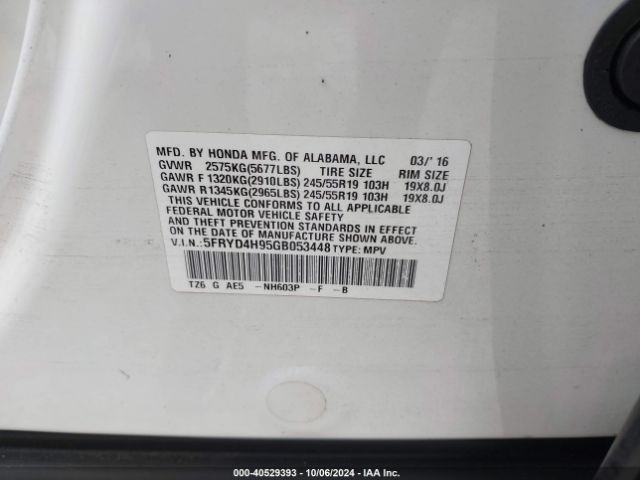 MFD. BY HONDA MFG. OF ALABAMA, LLC 03/'16
GVWR 2575KG(5677LBS) TIRE SIZE RIM SIZE
GAWR F 1320KG(2910LBS) 245/55R19 103H 19X8.0J
GAWR R1345KG(2965LBS) 245/55R19 103H 19X8.0J
THIS VEHICLE CONFORMS TO ALL APPLICABLE
FEDERAL MOTOR VEHICLE SAFETY
AND THEFT PREVENTION STANDARDS IN EFFECT
ON THE DATE OF MANUFACTURE SHOWN ABOVE.
V.I.N.:5FRYD4H95GB053448 TYPE: MPV
TZ6 G AE5 -NH603P -F -B
000-40529393 - 10/06/2024 - IAA Inc.